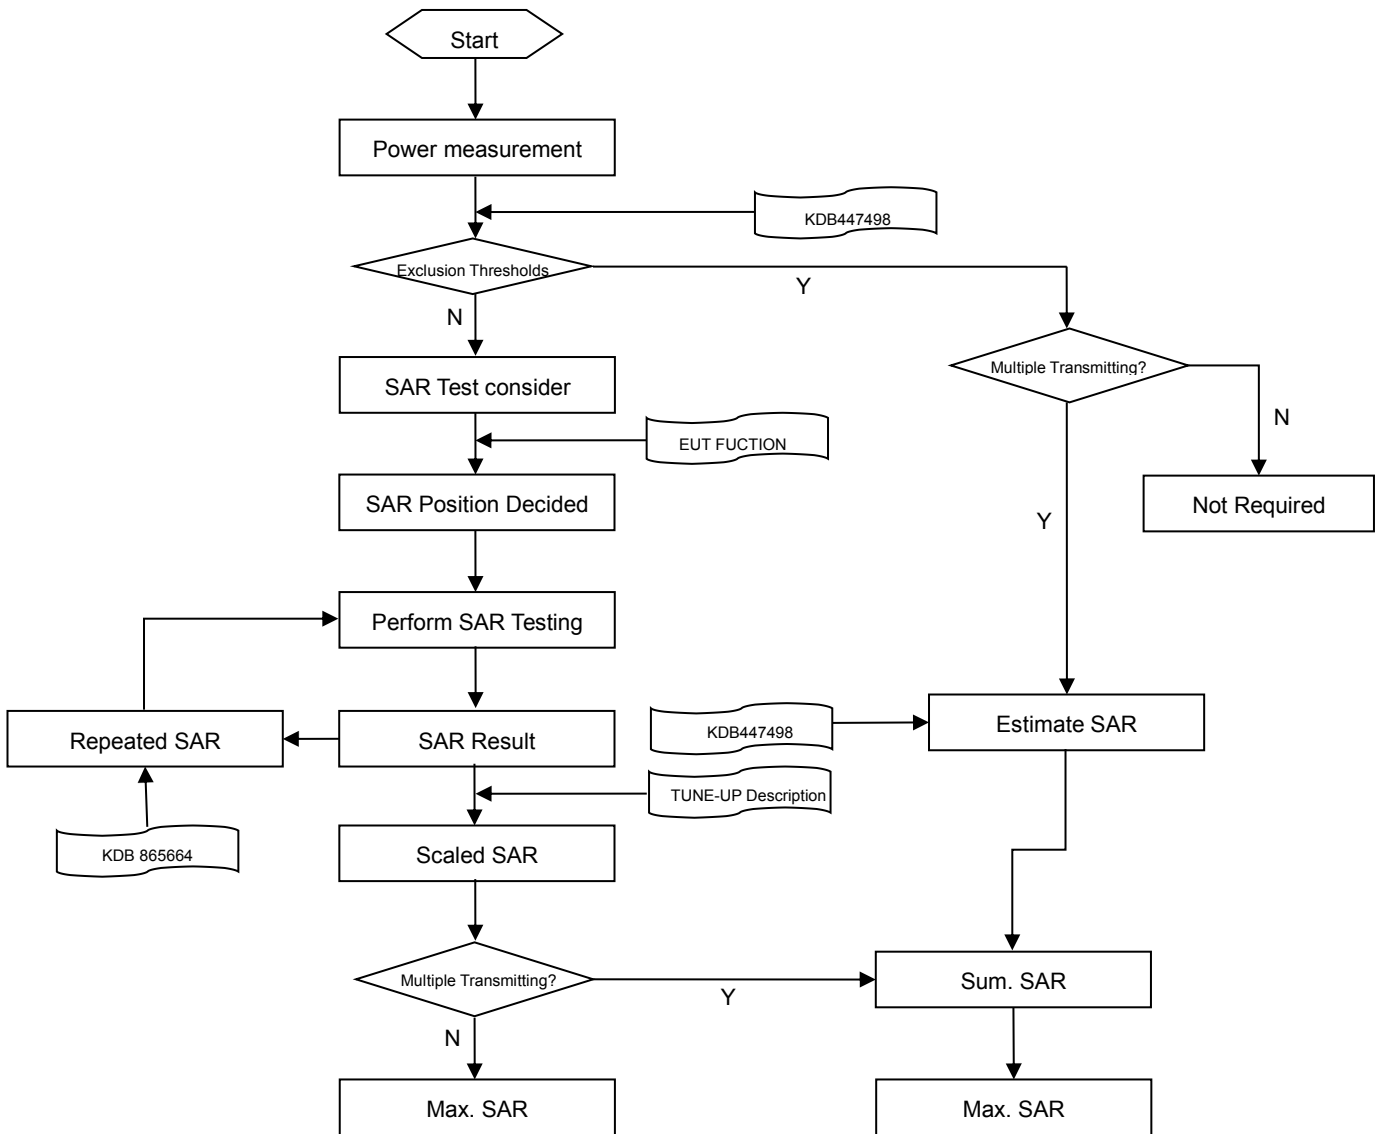 Start
Power measurement
KDB447498
Exclusion Thresholds
Y
N
Multiple Transmitting?
SAR Test consider
N
EUT FUCTION
SAR Position Decided
Not Required
Y
Perform SAR Testing
Repeated SAR
SAR Result
KDB447498
Estimate SAR
TUNE-UP Description
KDB 865664
Scaled SAR
Multiple Transmitting?
Y
Sum. SAR
N
Max. SAR
Max. SAR